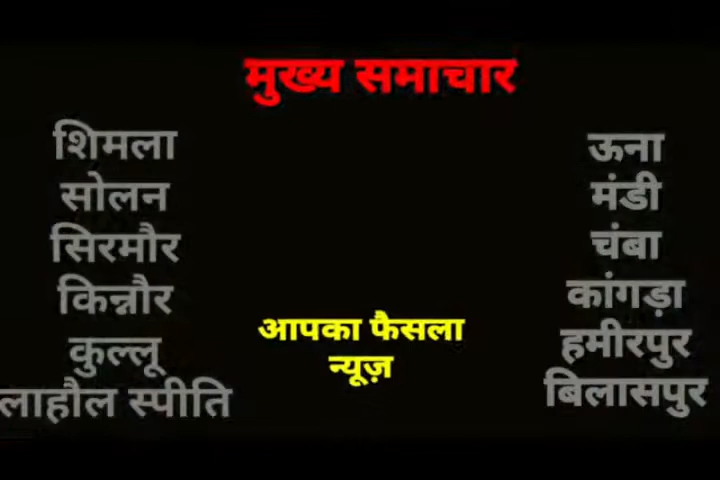 मुख्य समाचार
शिमला
सोलन
सिरमौर
किन्नौर
कुल्लू
लाहौल स्पीति
आपका फैसला
न्यूज़
ऊना
मंडी
चंबा
कांगड़ा
हमीरपुर
बिलासपुर